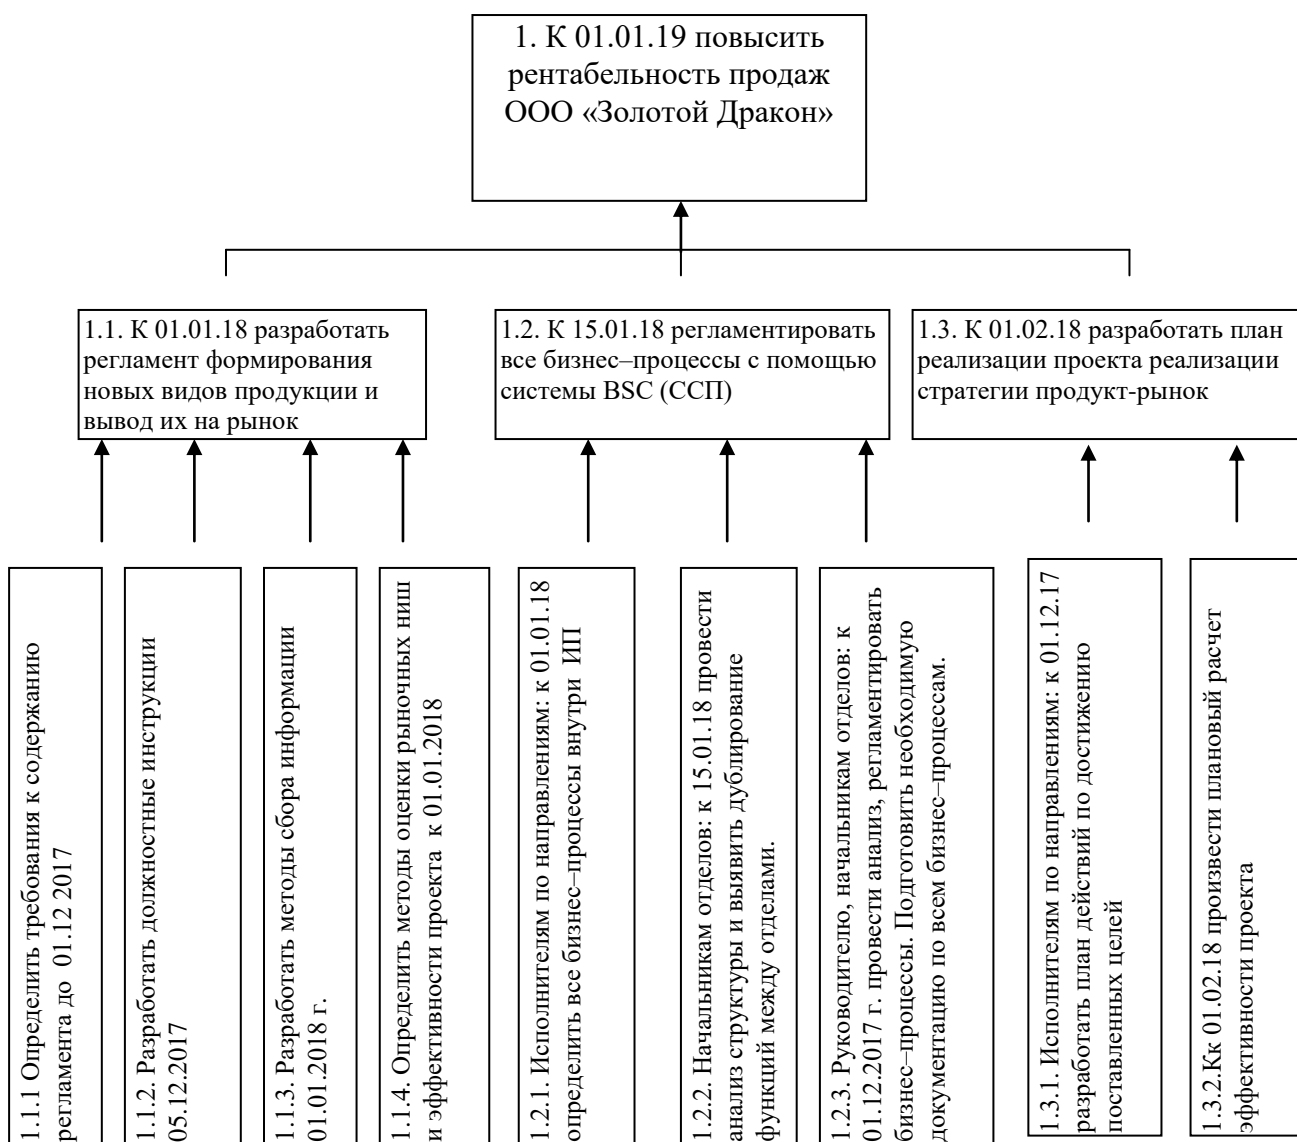 1. К 01.01.19 повысить
рентабельность продаж
ООО «Золотой Дракон»
1.1. К 01.01.18 разработать
регламент формирования
новых видов продукции и
вывод их на рынок
1.2. К 15.01.18 регламентировать
все бизнес–процессы с помощью
системы BSC (ССП)
1.3. К 01.02.18 разработать план
реализации проекта реализации
стратегии продукт-рынок
1.1.1 Определить требования к содержанию
регламента до 01.12 2017
1.1.2. Разработать должностные инструкции
05.12.2017
1.1.3. Разработать методы сбора информации
01.01.2018 г.
1.1.4. Определить методы оценки рыночных ниш
и эффективности проекта к 01.01.2018
1.2.1. Исполнителям по направлениям: к 01.01.18
определить все бизнес–процессы внутри ИП
1.2.2. Начальникам отделов: к 15.01.18 провести
анализ структуры и выявить дублирование
функций между отделами.
1.2.3. Руководителю, начальникам отделов: к
01.12.2017 г. провести анализ, регламентировать
бизнес–процессы. Подготовить необходимую
документацию по всем бизнес–процессам.
1.3.1. Исполнителям по направлениям: к 01.12.17
разработать план действий по достижению
поставленных целей
1.3.2.Кк 01.02.18 произвести плановый расчет
эффективности проекта